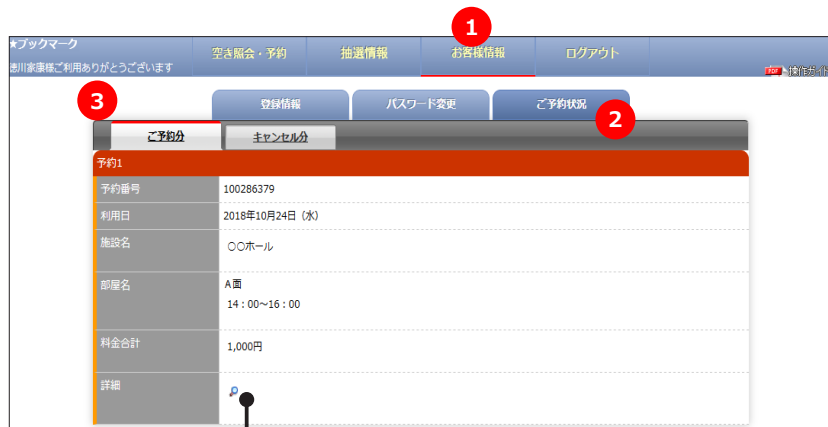 1
★ブックマーク
空き照会・予約 抽選情報 お客様情報 ログアウト
徳川家康様ご利用ありがとうございます
PDF 操作ガイド
3
登録情報 パスワード変更 ご予約状況
2
ご予約分 キャンセル分
予約1
予約番号 100286379
利用日 2018年10月24日（水）
施設名 ○○ホール
部屋名 A面
14：00～16：00
料金合計 1,000円
詳細